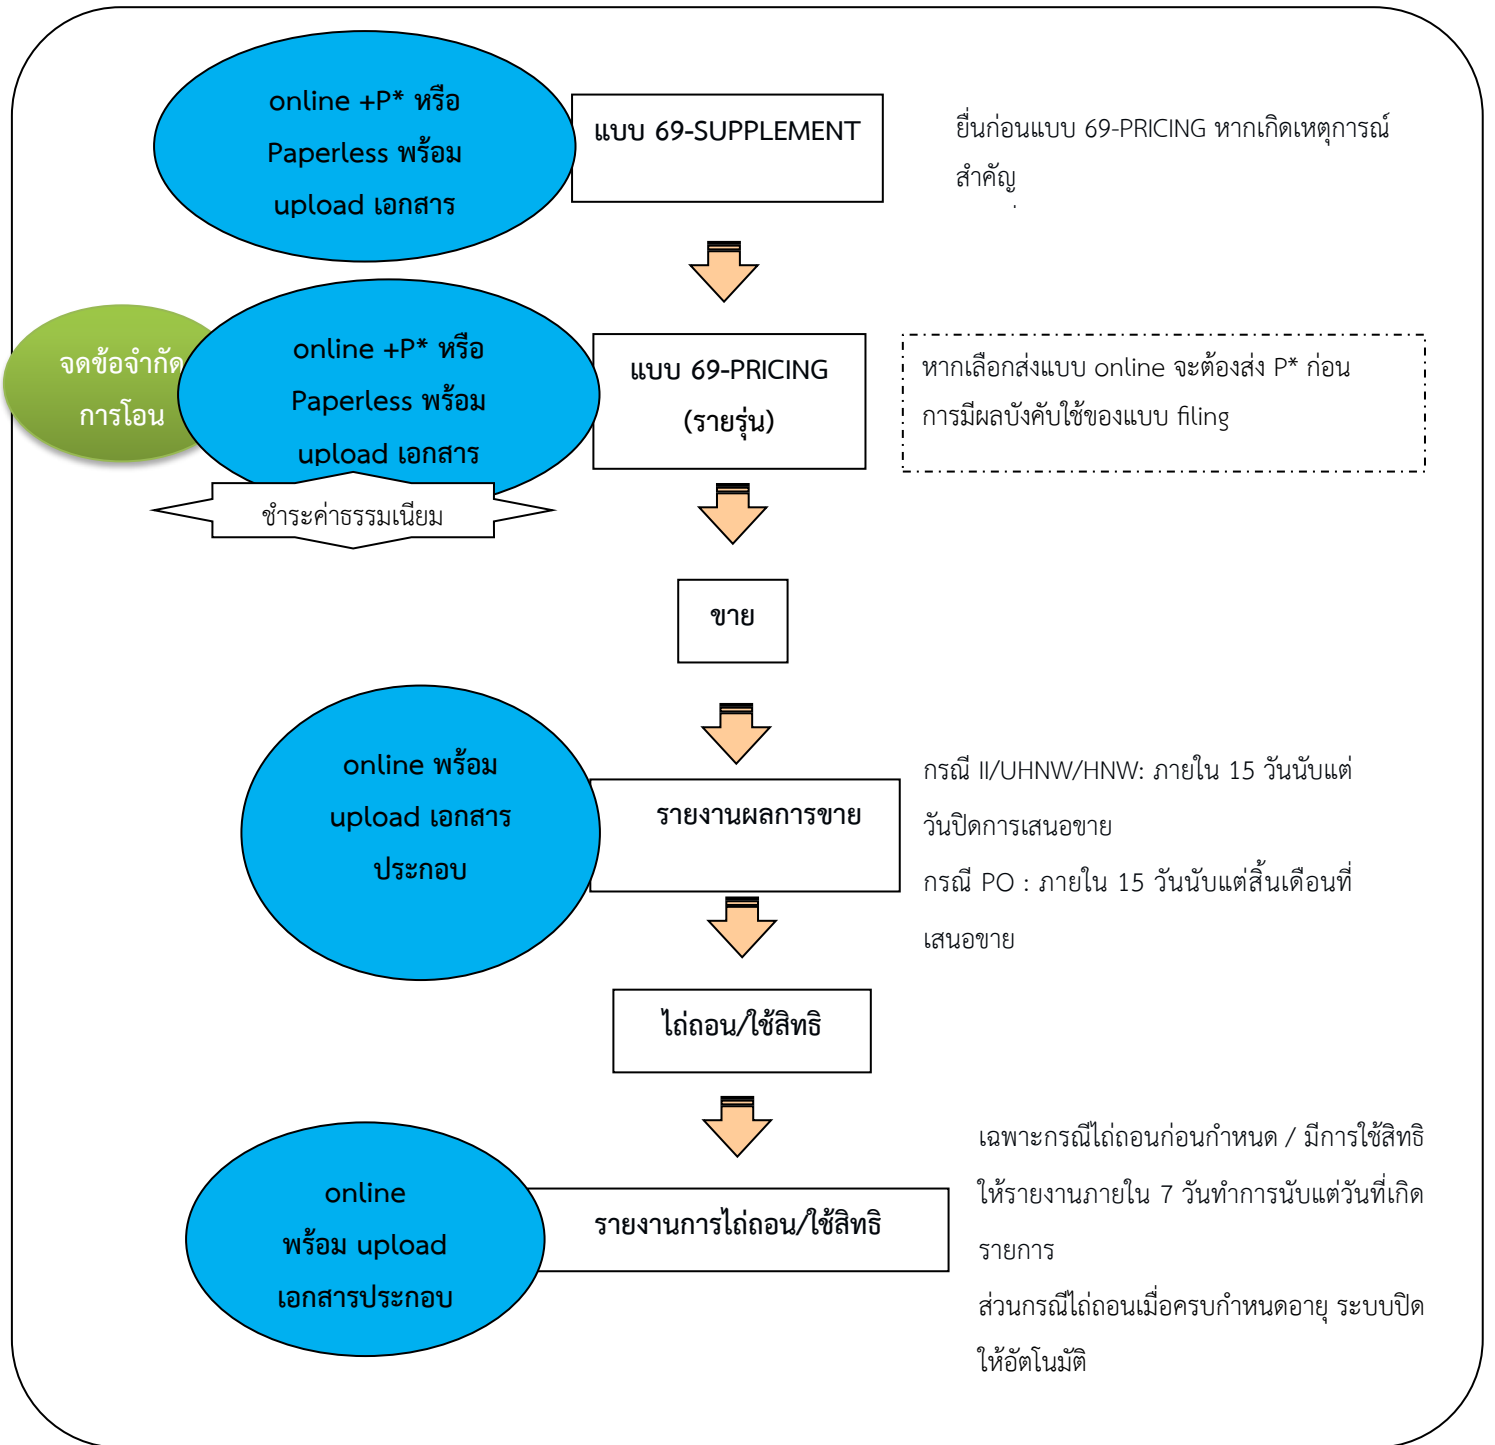 online +P* หรือ
Paperless พร้อม
upload เอกสาร
แบบ 69-SUPPLEMENT
ยื่นก่อนแบบ 69-PRICING หากเกิดเหตุการณ์
สำคัญ
จดข้อจำกัด
การโอน
online +P* หรือ
Paperless พร้อม
upload เอกสาร
แบบ 69-PRICING
(รายรุ่น)
หากเลือกส่งแบบ online จะต้องส่ง P* ก่อน
การมีผลบังคับใช้ของแบบ filing
ชำระค่าธรรมเนียม
ขาย
online พร้อม
upload เอกสาร
ประกอบ
รายงานผลการขาย
กรณี II/UHNW/HNW: ภายใน 15 วันนับแต่
วันปิดการเสนอขาย
กรณี PO : ภายใน 15 วันนับแต่สิ้นเดือนที่
เสนอขาย
ไถ่ถอน/ใช้สิทธิ
online
พร้อม upload
เอกสารประกอบ
รายงานการไถ่ถอน/ใช้สิทธิ
เฉพาะกรณีไถ่ถอนก่อนกำหนด / มีการใช้สิทธิ
ให้รายงานภายใน 7 วันทำการนับแต่วันที่เกิด
รายการ
ส่วนกรณีไถ่ถอนเมื่อครบกำหนดอายุ ระบบปิด
ให้อัตโนมัติ